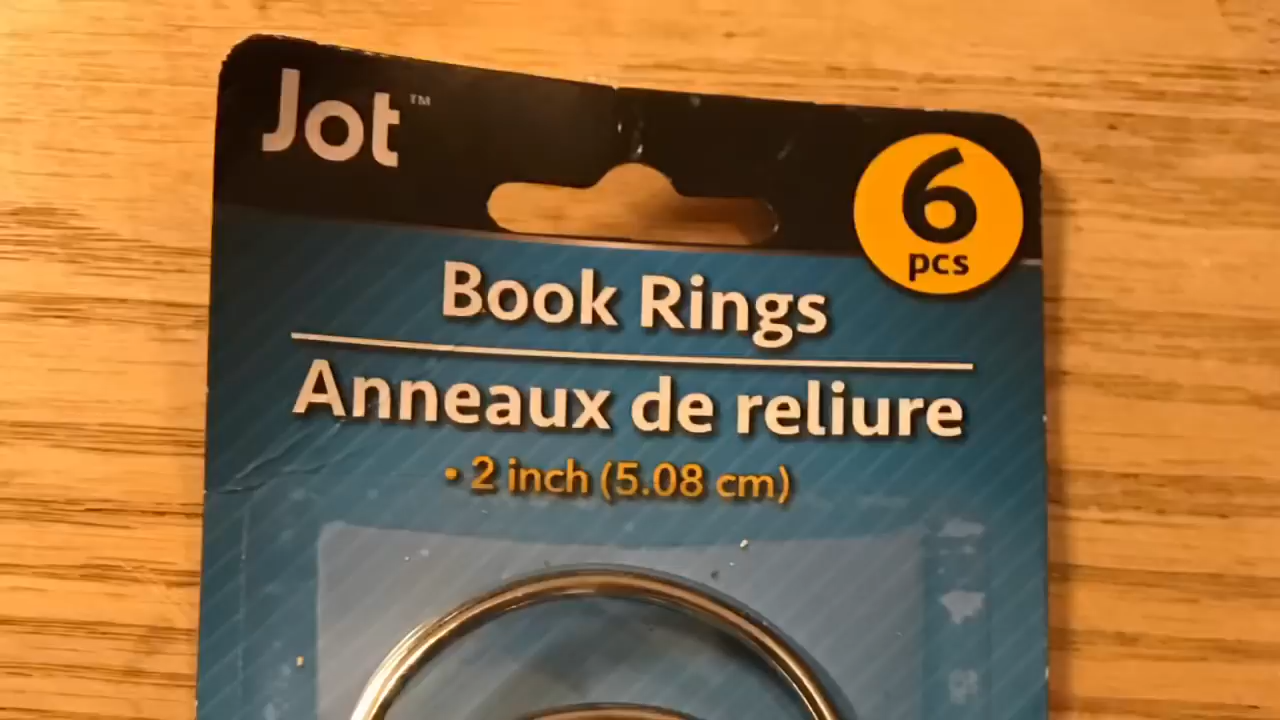 Jot™
6
pcs
Book Rings
Anneaux de reliure
• 2 inch (5.08 cm)